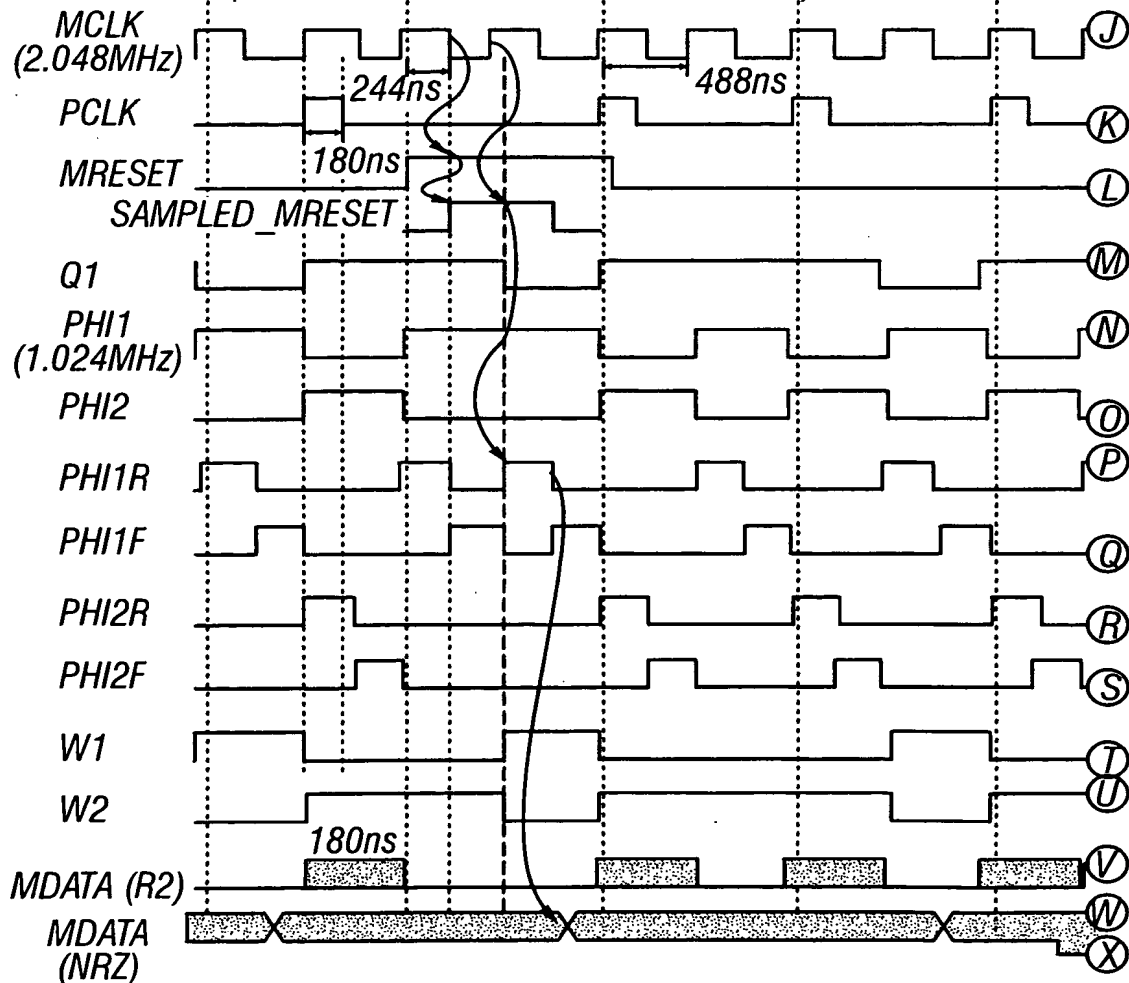 MCLK
(2.048MHz)
J
244ns
488ns
PCLK
K
180ns
MRESET
L
SAMPLED_MRESET
Q1
M
PHI1
(1.024MHz)
N
PHI2
O
PHI1R
P
PHI1F
Q
PHI2R
R
PHI2F
S
W1
T
W2
U
180ns
MDATA (R2)
V
MDATA
(NRZ)
W
X